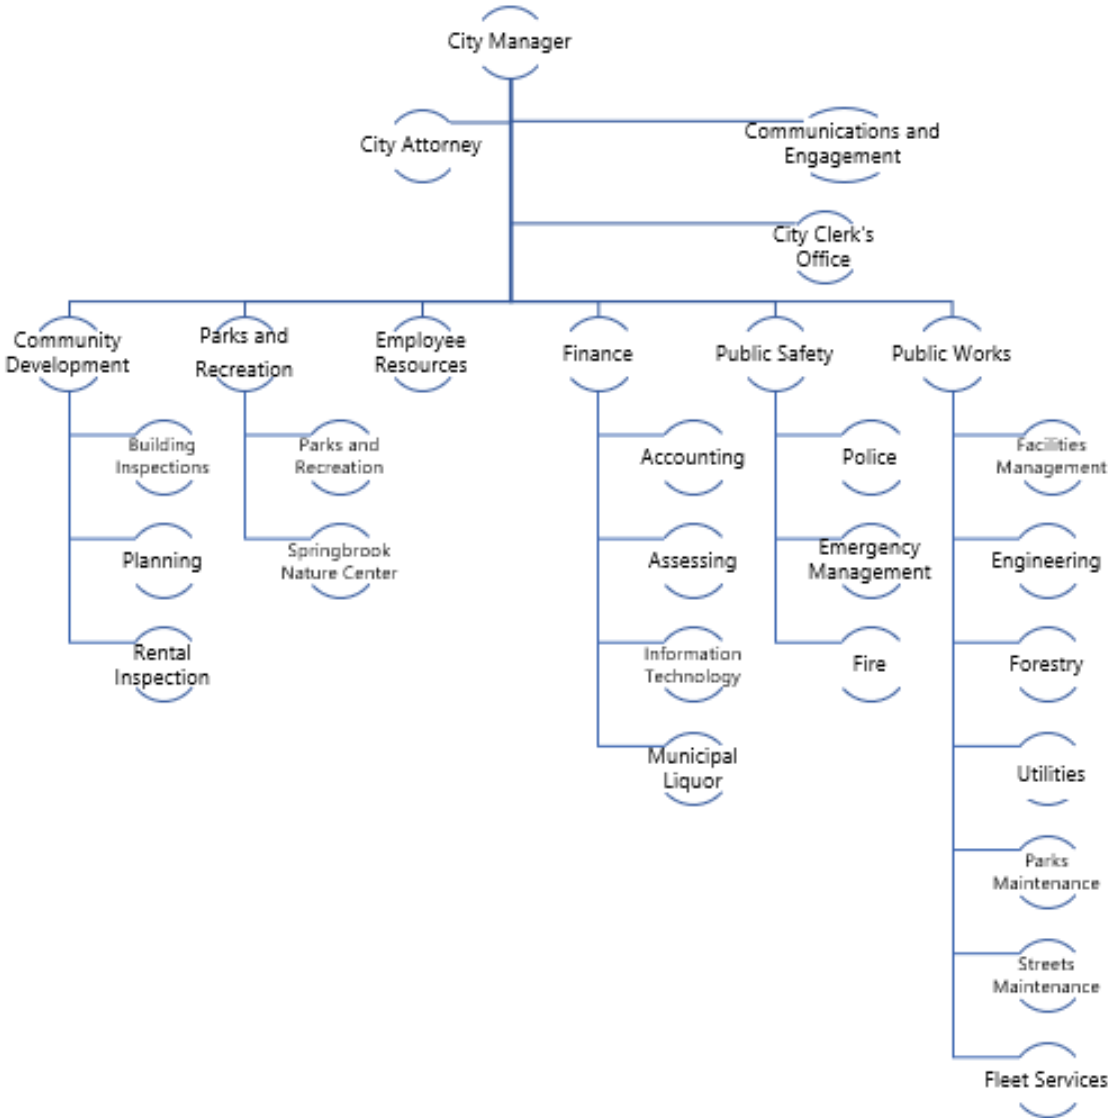 City Manager
City Attorney
Communications and
Engagement
City Clerk's
Office
Community
Development
Parks and
Recreation
Employee
Resources
Finance
Public Safety
Public Works
Building
Inspections
Planning
Rental
Inspection
Parks and
Recreation
Springbrook
Nature Center
Accounting
Assessing
Information
Technology
Municipal
Liquor
Police
Emergency
Management
Fire
Facilities
Management
Engineering
Forestry
Utilities
Parks
Maintenance
Streets
Maintenance
Fleet Services